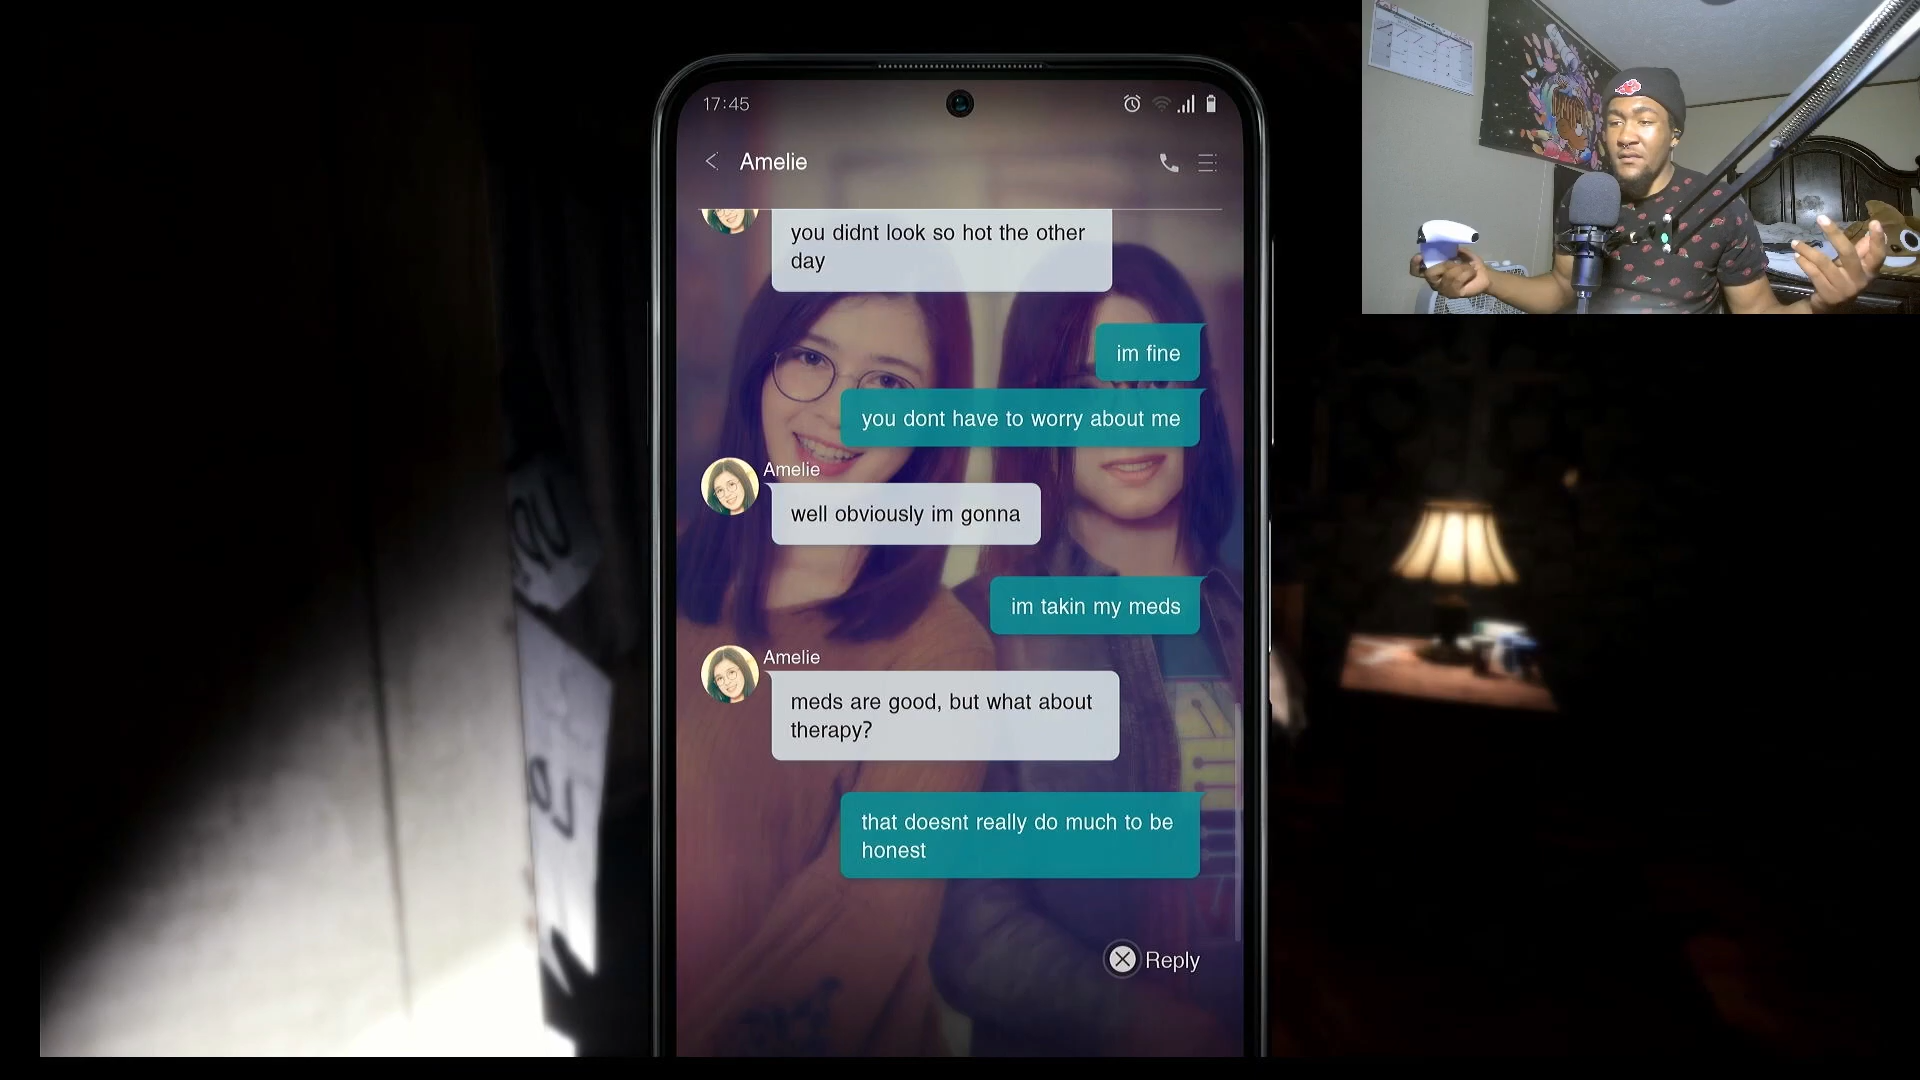 17:45
Amelie
you didnt look so hot the other
day
im fine
you dont have to worry about me
Amelie
well obviously im gonna
im takin my meds
Amelie
meds are good, but what about
therapy?
that doesnt really do much to be
honest
Reply